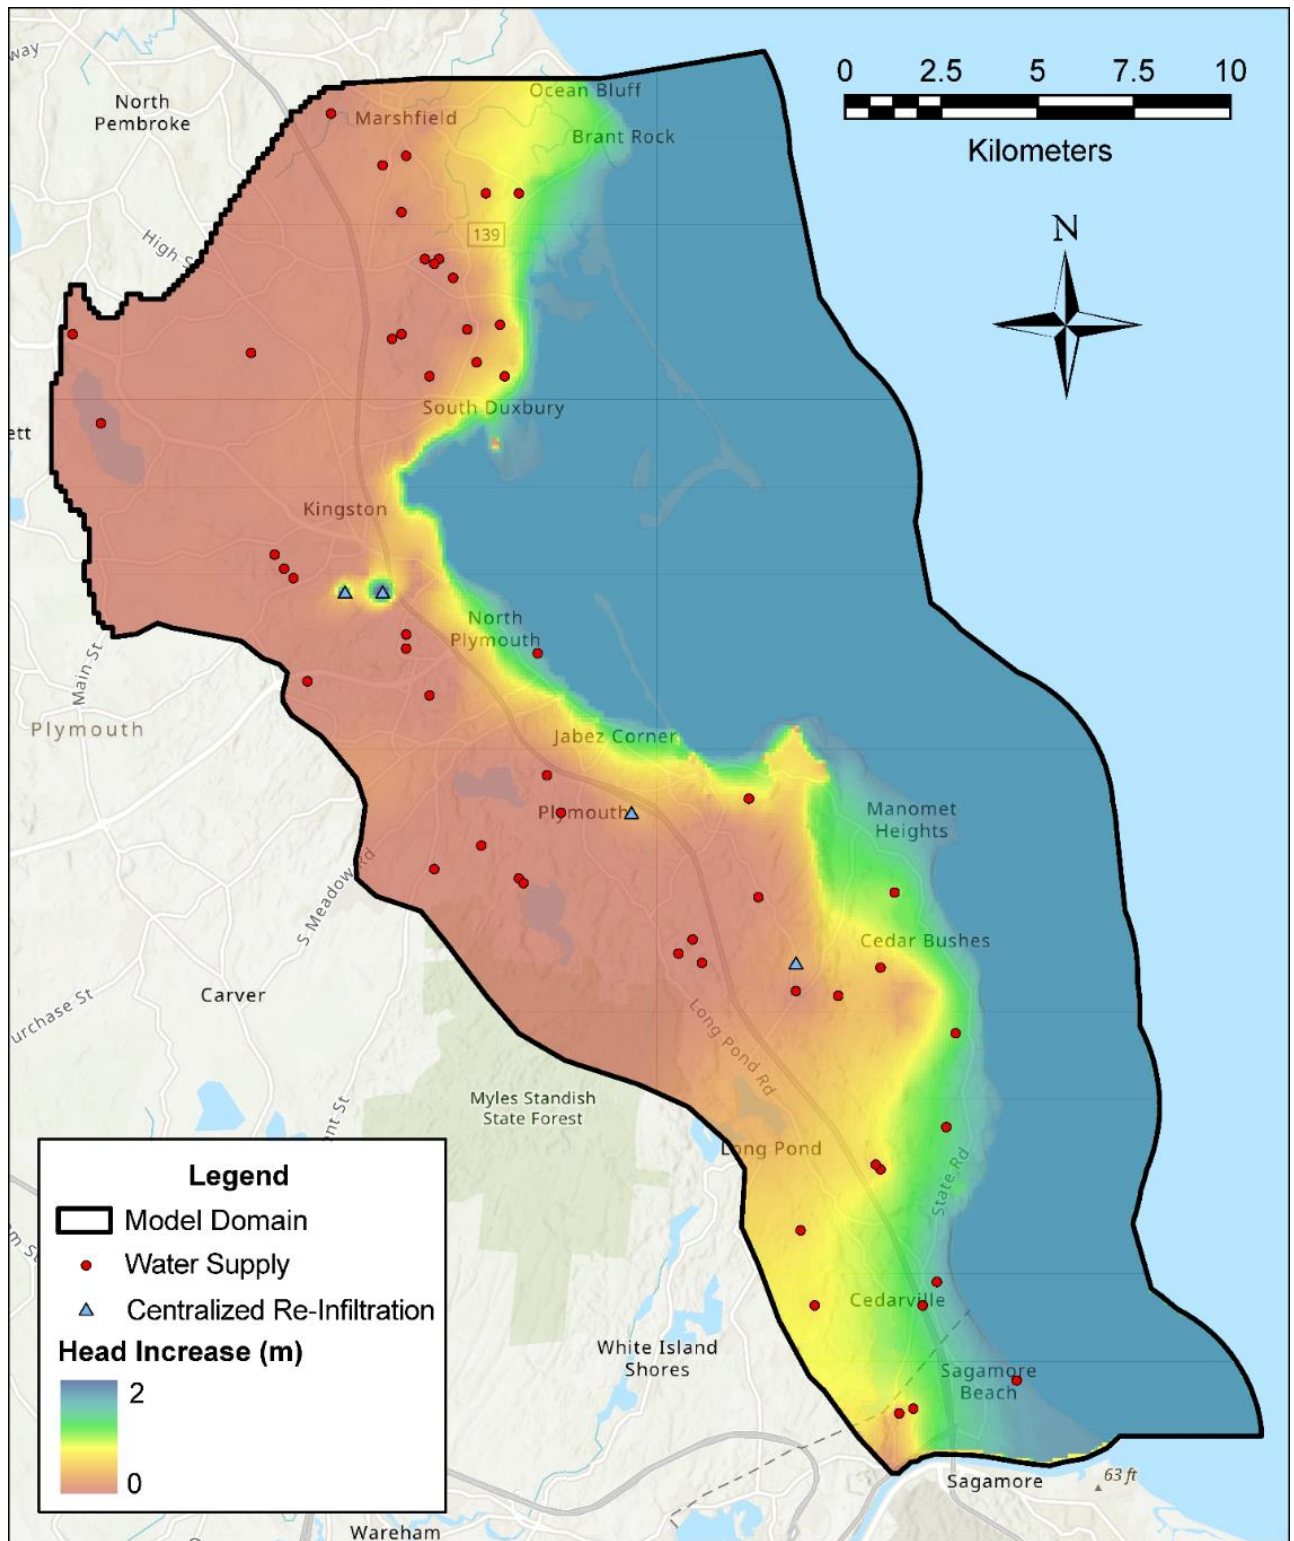 way
North
Pembroke
Ocean Bluff
Marshfield
Brant Rock
0 2.5 5 7.5 10
Kilometers
N
139
High S
South Duxbury
ett
Kingston
North
Plymouth
Main St
Plymouth
Jabez Corner
Plymouth
Manomet
Heights
S Meadow Rd
Cedar Bushes
Carver
urchase St
Long Pond Rd
Myles Standish
State Forest
Long Pond
State Rd
Cedarville
White Island
Shores
Sagamore
Beach
Sagamore
63 ft
Wareham
Legend
Model Domain
Water Supply
Centralized Re-Infiltration
Head Increase (m)
2
0